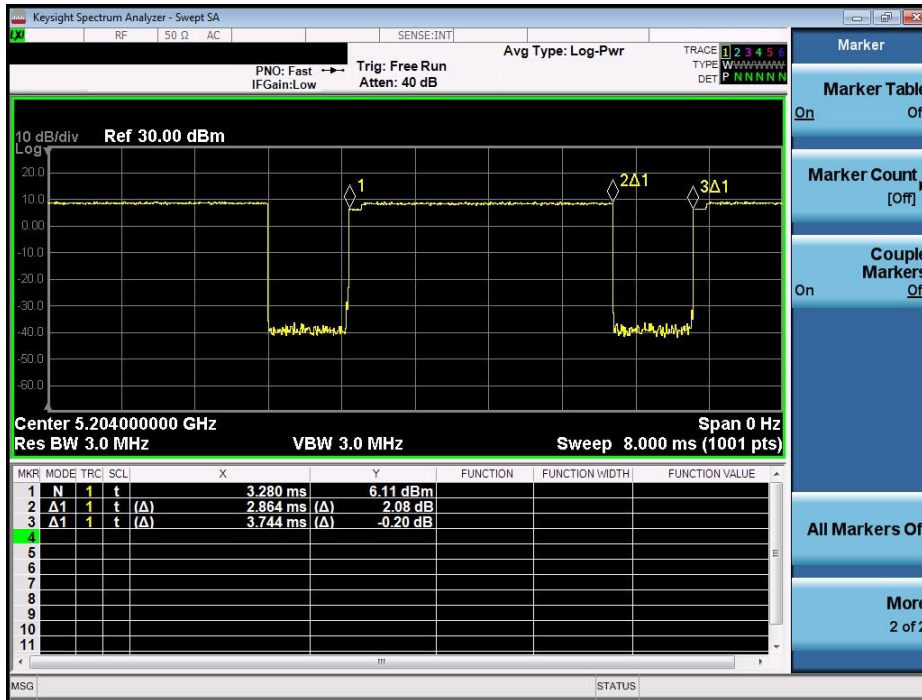 Keysight Spectrum Analyzer - Swept SA
LXI RF 50 Ω AC SENSE:INT
Avg Type: Log-Pwr
TRACE 1 2 3 4 5 6
TYPE WWWWWWW
DET P N N N N N
PNO: Fast
IFGain:Low
Trig: Free Run
Atten: 40 dB
10 dB/div Ref 30.00 dBm
Log
20.0
10.0
0.00
-10.0
-20.0
-30.0
-40.0
-50.0
-60.0
1
2Δ1
3Δ1
Center 5.204000000 GHz Span 0 Hz
Res BW 3.0 MHz VBW 3.0 MHz Sweep 8.000 ms (1001 pts)
MKR MODE TRC SCL X Y FUNCTION FUNCTION WIDTH FUNCTION VALUE
1 N 1 t 3.280 ms 6.11 dBm
2 Δ1 1 t (Δ) 2.864 ms (Δ) 2.08 dB
3 Δ1 1 t (Δ) 3.744 ms (Δ) -0.20 dB
4
5
6
7
8
9
10
11
MSG STATUS
Marker
Marker Table
On Of
Marker Count
[Off]
Couple
Markers
On Of
All Markers Of
More
2 of 2